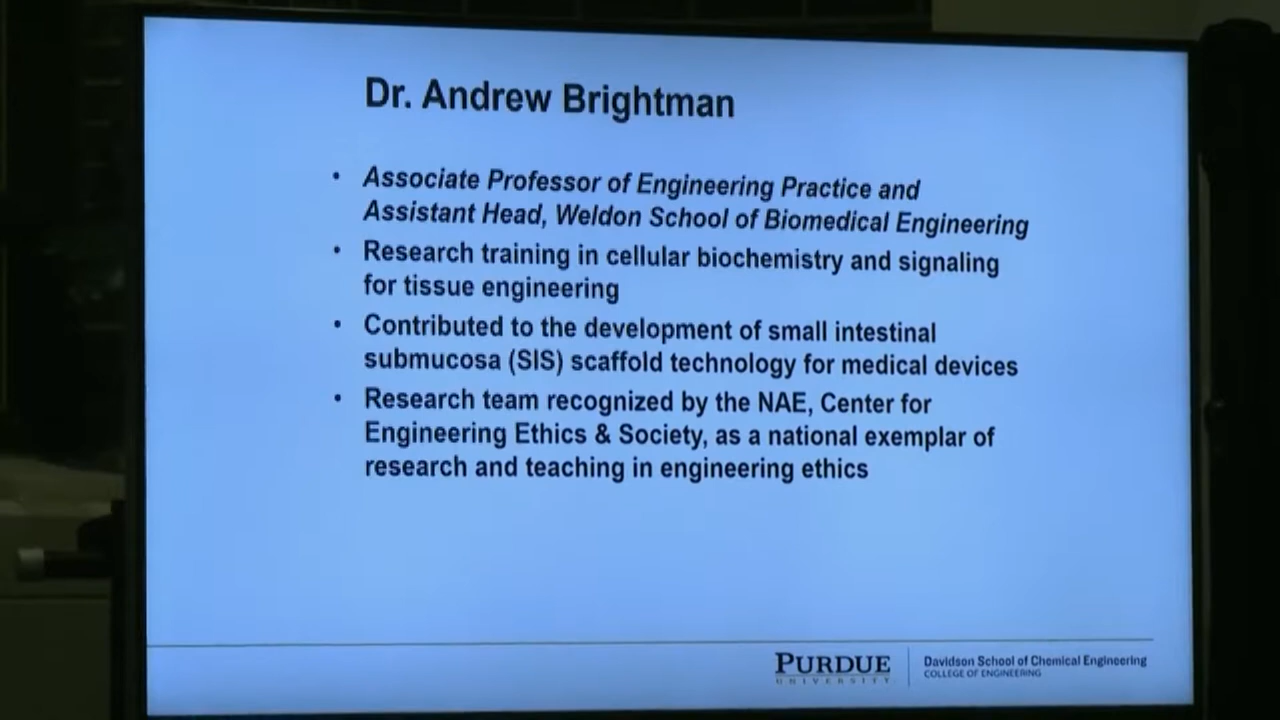 Dr. Andrew Brightman
• Associate Professor of Engineering Practice and
Assistant Head, Weldon School of Biomedical Engineering
• Research training in cellular biochemistry and signaling
for tissue engineering
• Contributed to the development of small intestinal
submucosa (SIS) scaffold technology for medical devices
• Research team recognized by the NAE, Center for
Engineering Ethics & Society, as a national exemplar of
research and teaching in engineering ethics
PURDUE
UNIVERSITY
Davidson School of Chemical Engineering
COLLEGE OF ENGINEERING